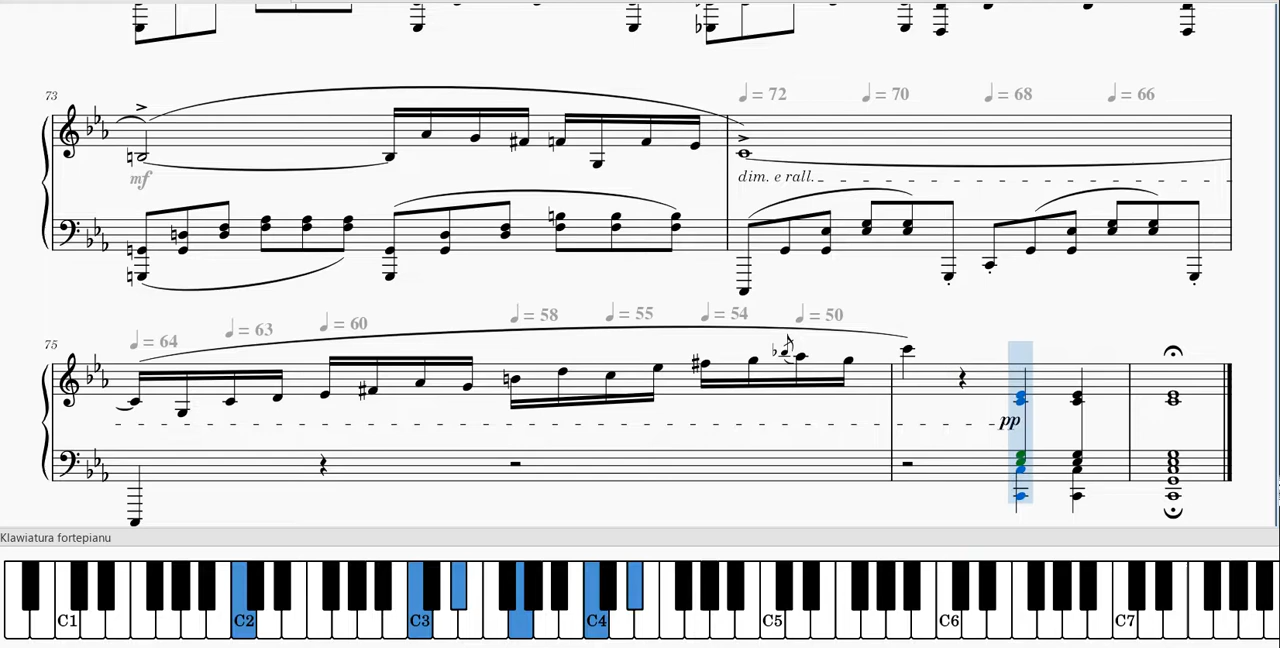 73
♩ = 72 ♩ = 70 ♩ = 68 ♩ = 66
mf
dim. e rall.
75
♩ = 64 ♩ = 63 ♩ = 60 ♩ = 58 ♩ = 55 ♩ = 54 ♩ = 50
pp
Klawiatura fortepianu
C1 C2 C3 C4 C5 C6 C7